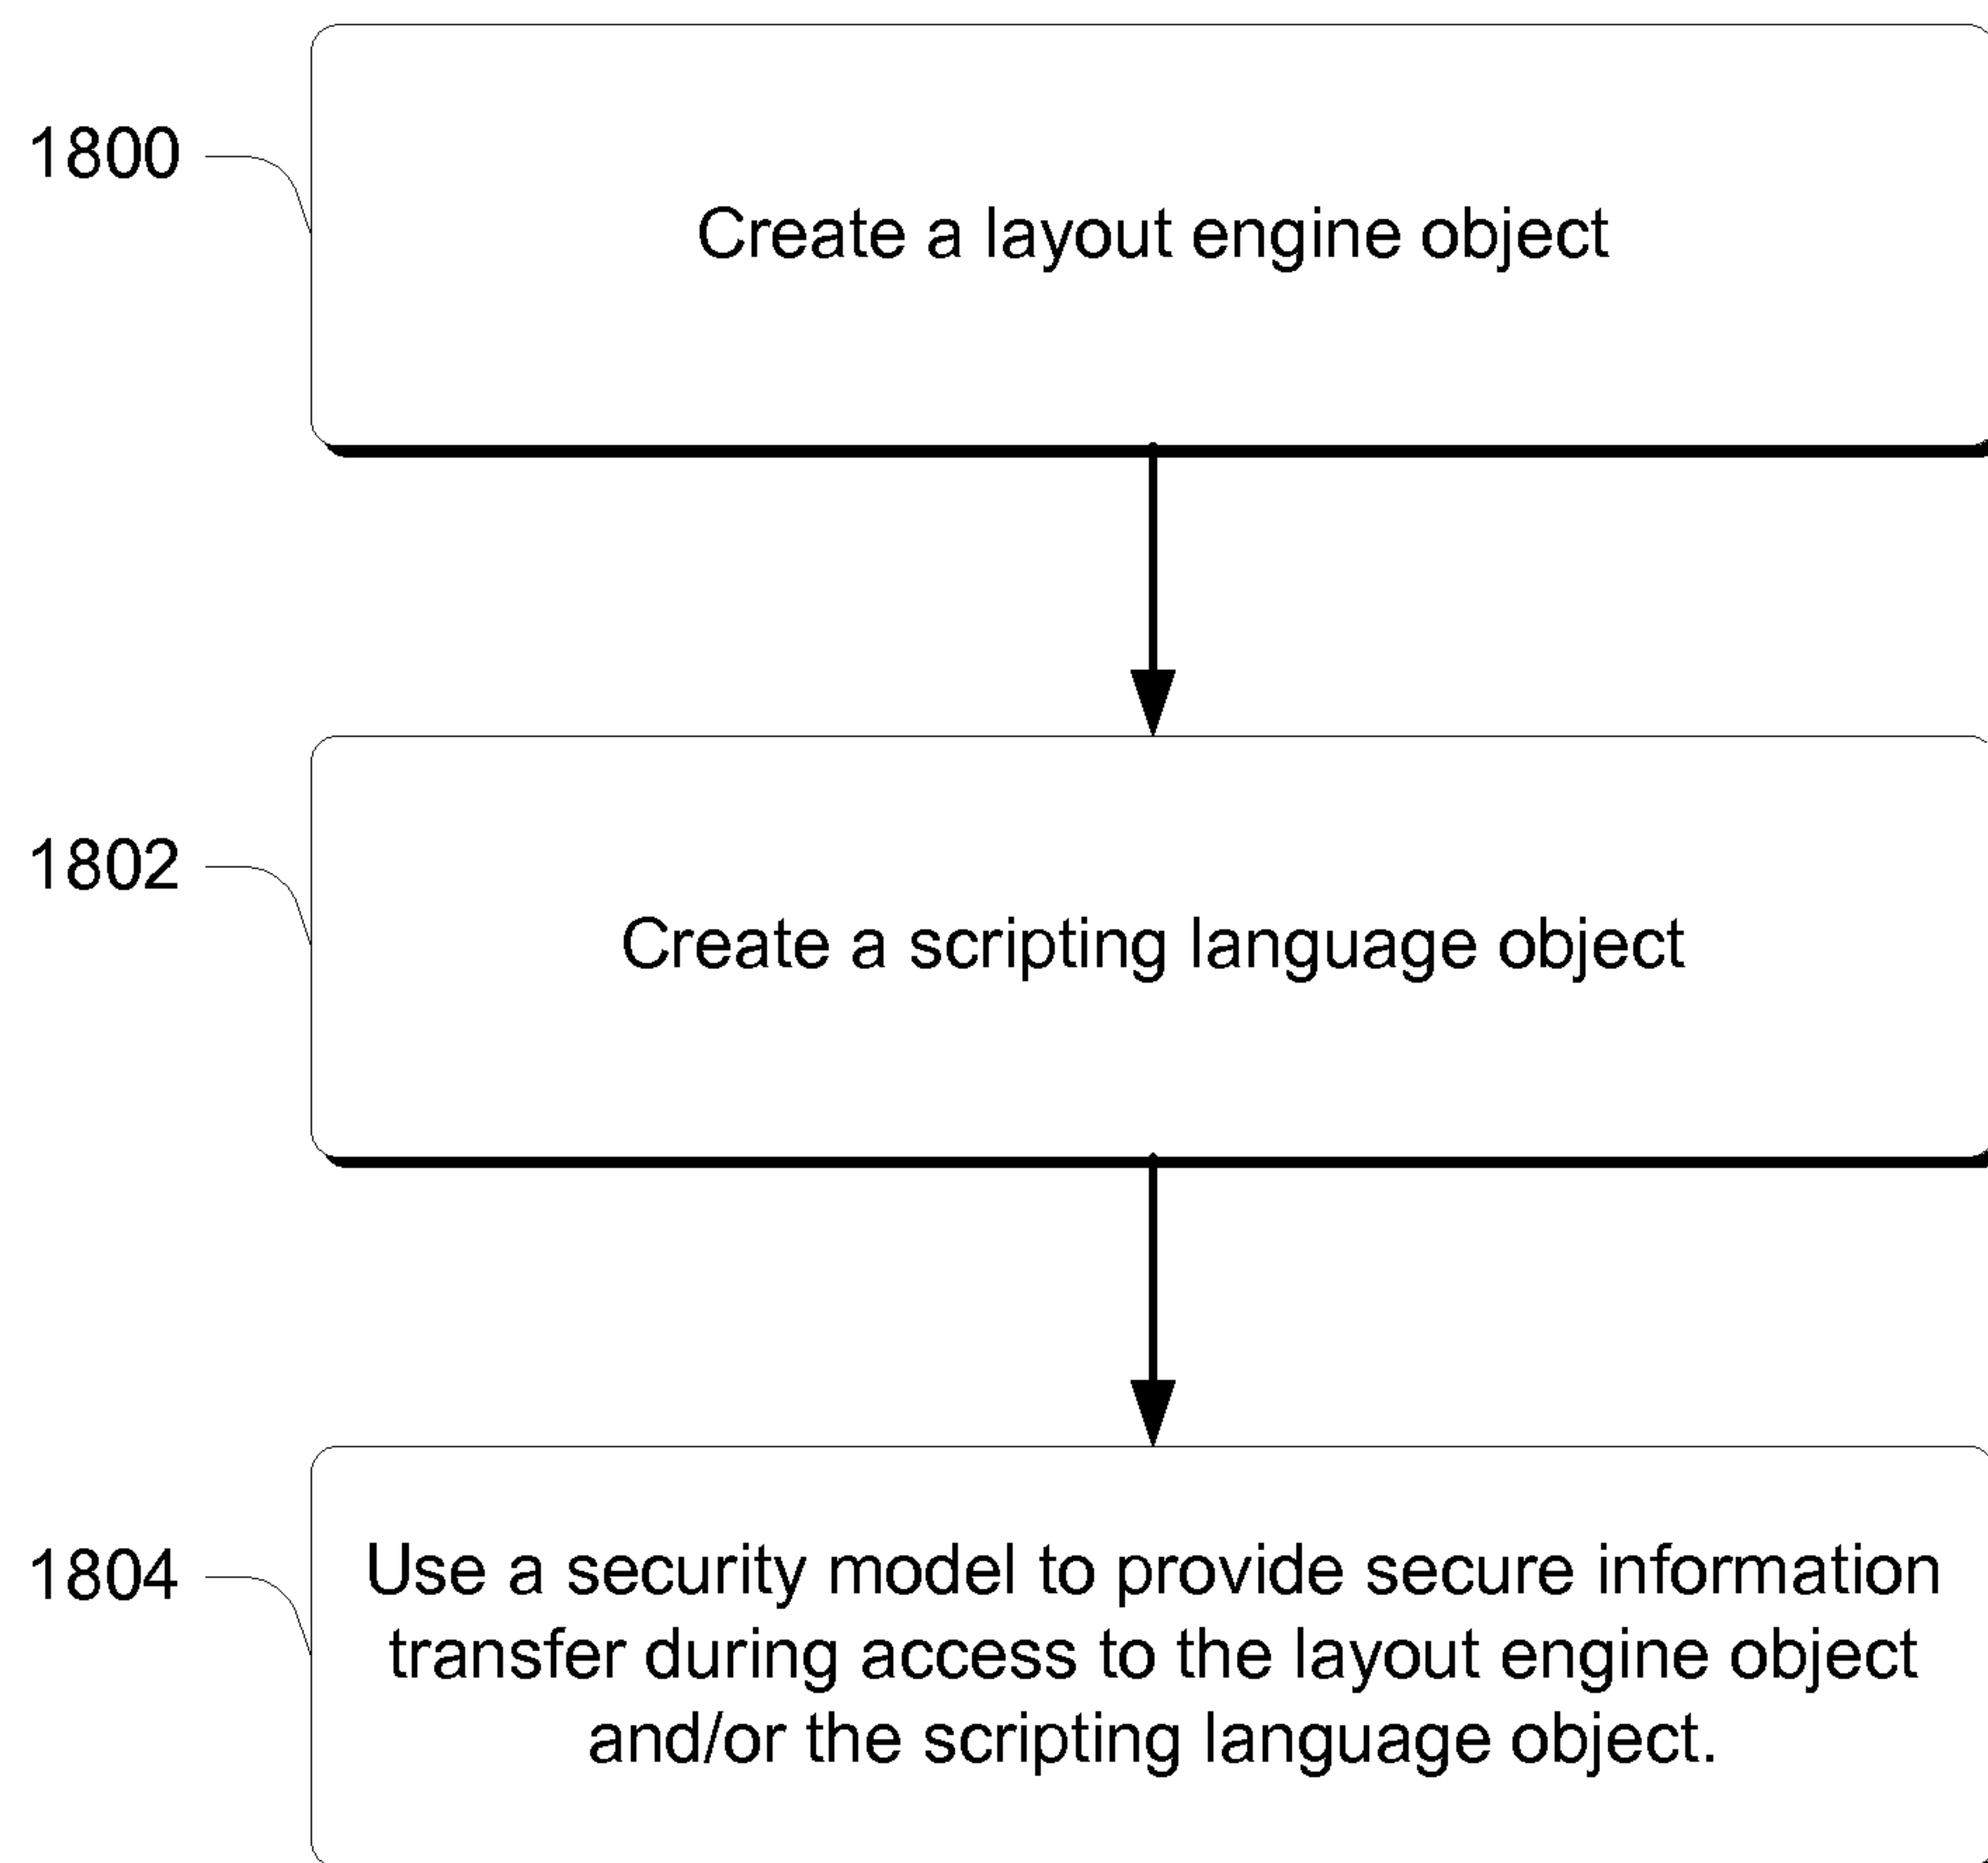 1800
Create a layout engine object
1802
Create a scripting language object
1804
Use a security model to provide secure information
transfer during access to the layout engine object
and/or the scripting language object.